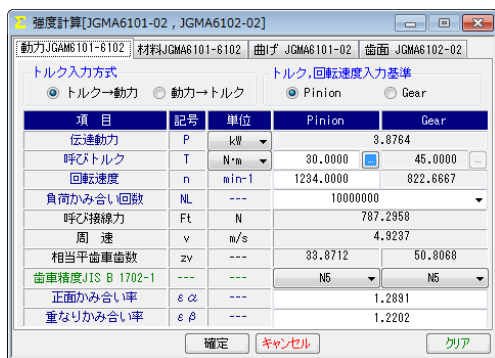 強度計算[JGMA6101-02 , JGMA6102-02]
動力JGAM6101-6102 材料JGMA6101-6102 曲げ JGMA6101-02 歯面 JGMA6102-02
トルク入力方式 トルク,回転速度入力基準
トルク→動力 動力→トルク Pinion Gear
項 目 記号 単位 Pinion Gear
伝達動力 P kW 3.8764
呼びトルク T N･m 30.0000 ... 45.0000 ...
回転速度 n min-1 1234.0000 822.6667
負荷かみ合い回数 NL --- 10000000
呼び接線力 Ft N 787.2958
周 速 v m/s 4.9237
相当平歯車歯数 zv --- 33.8712 50.8068
歯車精度JIS B 1702-1 --- --- N5 N5
正面かみ合い率 εα --- 1.2891
重なりかみ合い率 εβ --- 1.2202
確定 キャンセル クリア